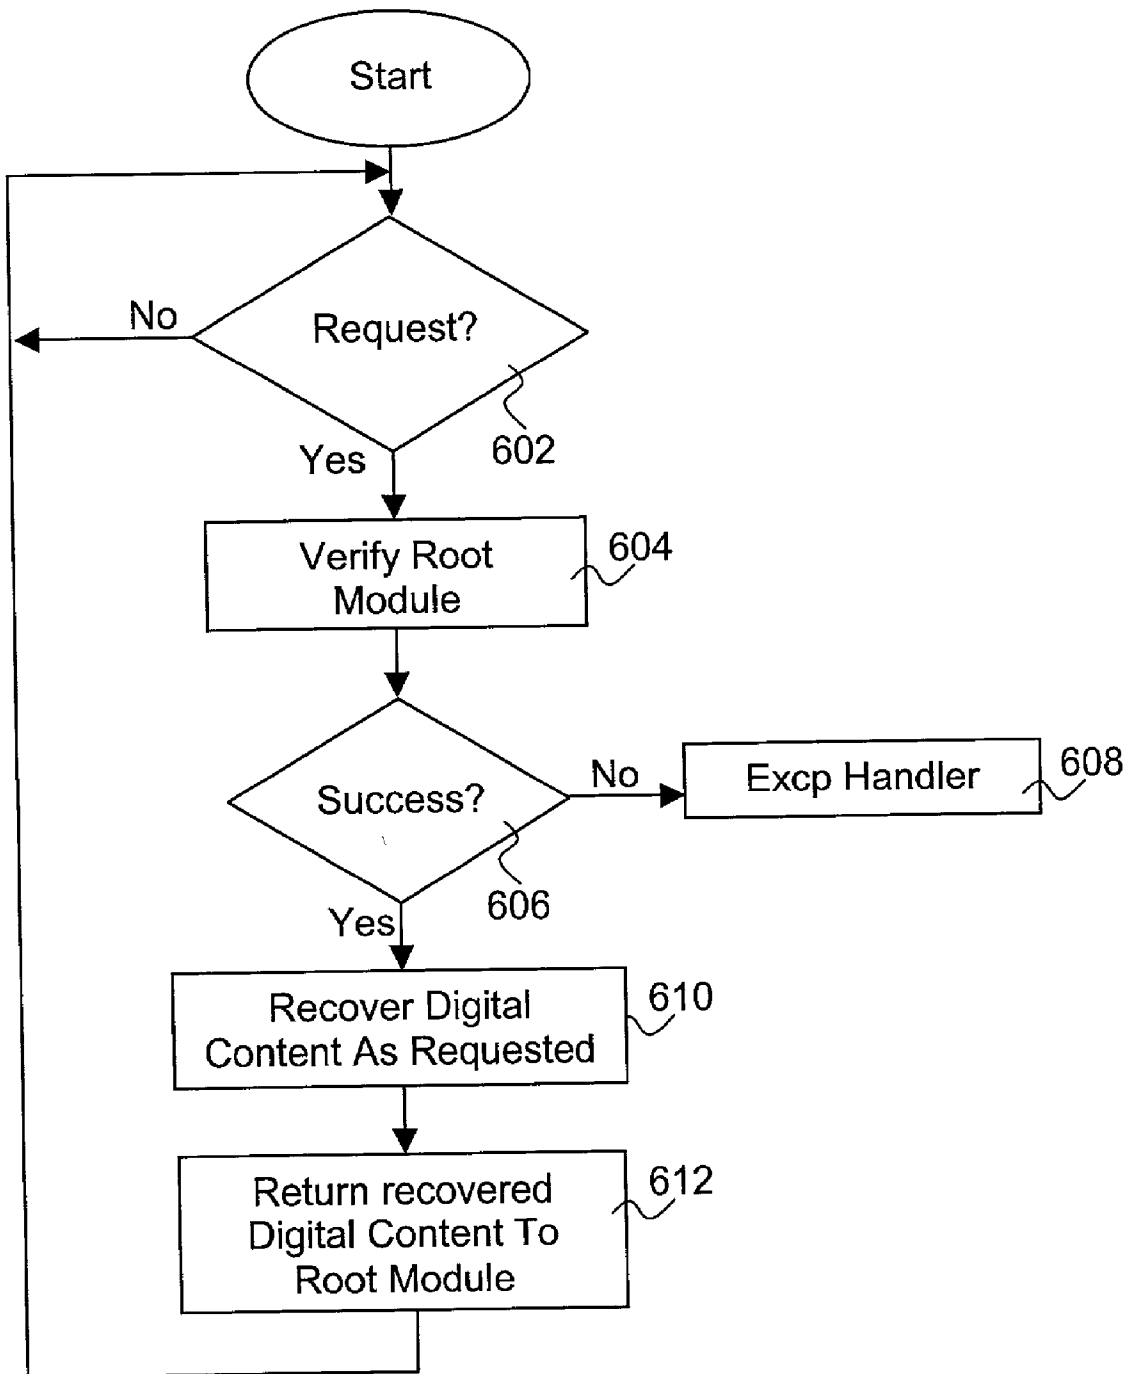 Start
No
Request?
602
Yes
Verify Root
Module
604
Success?
No
Excp Handler
608
606
Yes
Recover Digital
Content As Requested
610
Return recovered
Digital Content To
Root Module
612